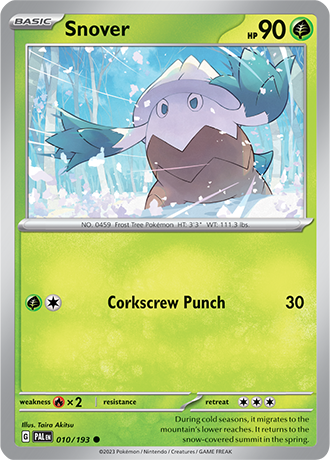 BASIC
Snover
HP 90
NO. 0459 Frost Tree Pokémon HT: 3'3" WT: 111.3 lbs.
Corkscrew Punch 30
weakness ×2 resistance retreat
Illus. Taira Akitsu
G PAL EN 010/193
During cold seasons, it migrates to the
mountain's lower reaches. It returns to the
snow-covered summit in the spring.
©2023 Pokémon / Nintendo / Creatures / GAME FREAK